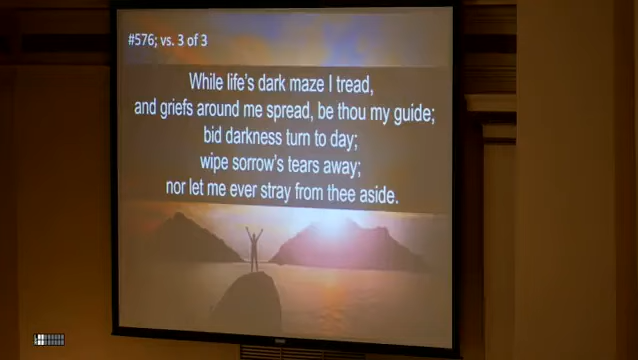 #576; vs. 3 of 3
While life's dark maze I tread,
and griefs around me spread, be thou my guide;
bid darkness turn to day;
wipe sorrow's tears away;
nor let me ever stray from thee aside.